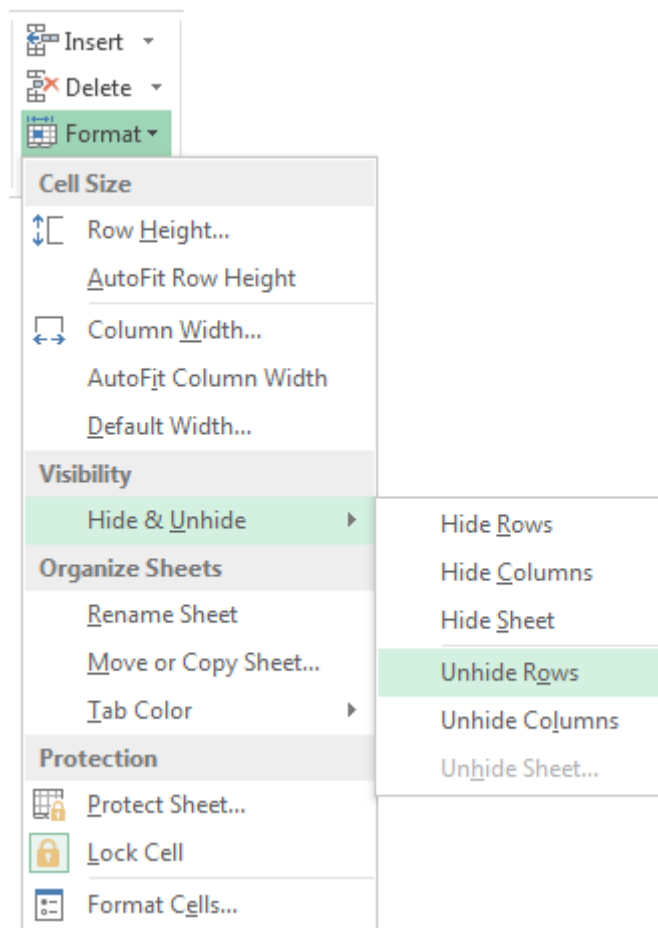 Insert
Delete
Format
Cell Size
Row Height...
AutoFit Row Height
Column Width...
AutoFit Column Width
Default Width...
Visibility
Hide & Unhide
Hide Rows
Hide Columns
Hide Sheet
Unhide Rows
Unhide Columns
Unhide Sheet...
Organize Sheets
Rename Sheet
Move or Copy Sheet...
Tab Color
Protection
Protect Sheet...
Lock Cell
Format Cells...